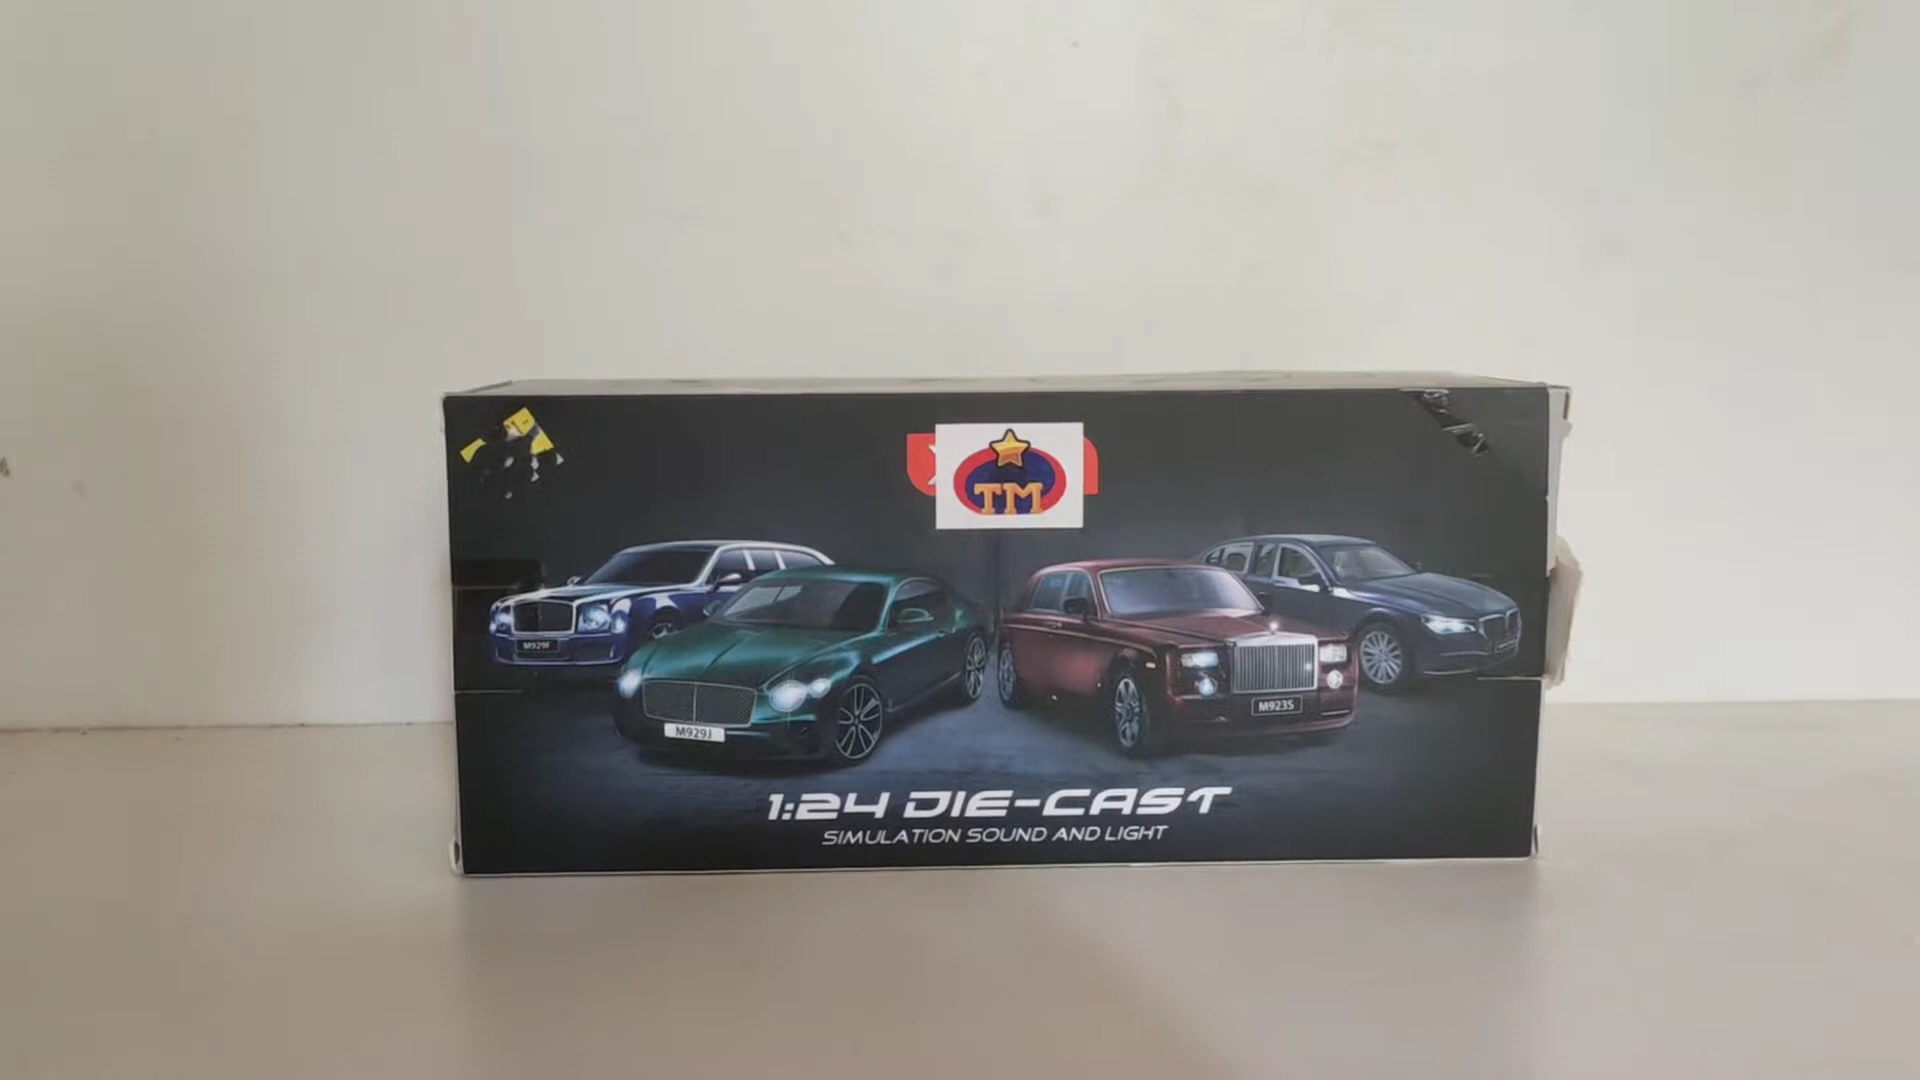 TM
M929F
M929J
M923S
1:24 DIE-CAST
SIMULATION SOUND AND LIGHT